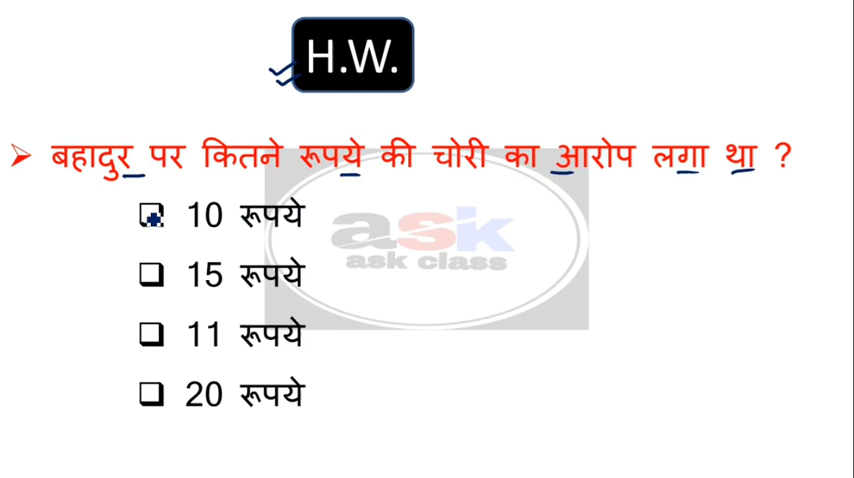 H.W.
➢ बहादुर पर कितने रूपये की चोरी का आरोप लगा था ?
❑ 10 रूपये
❑ 15 रूपये
❑ 11 रूपये
❑ 20 रूपये
ask
ask class